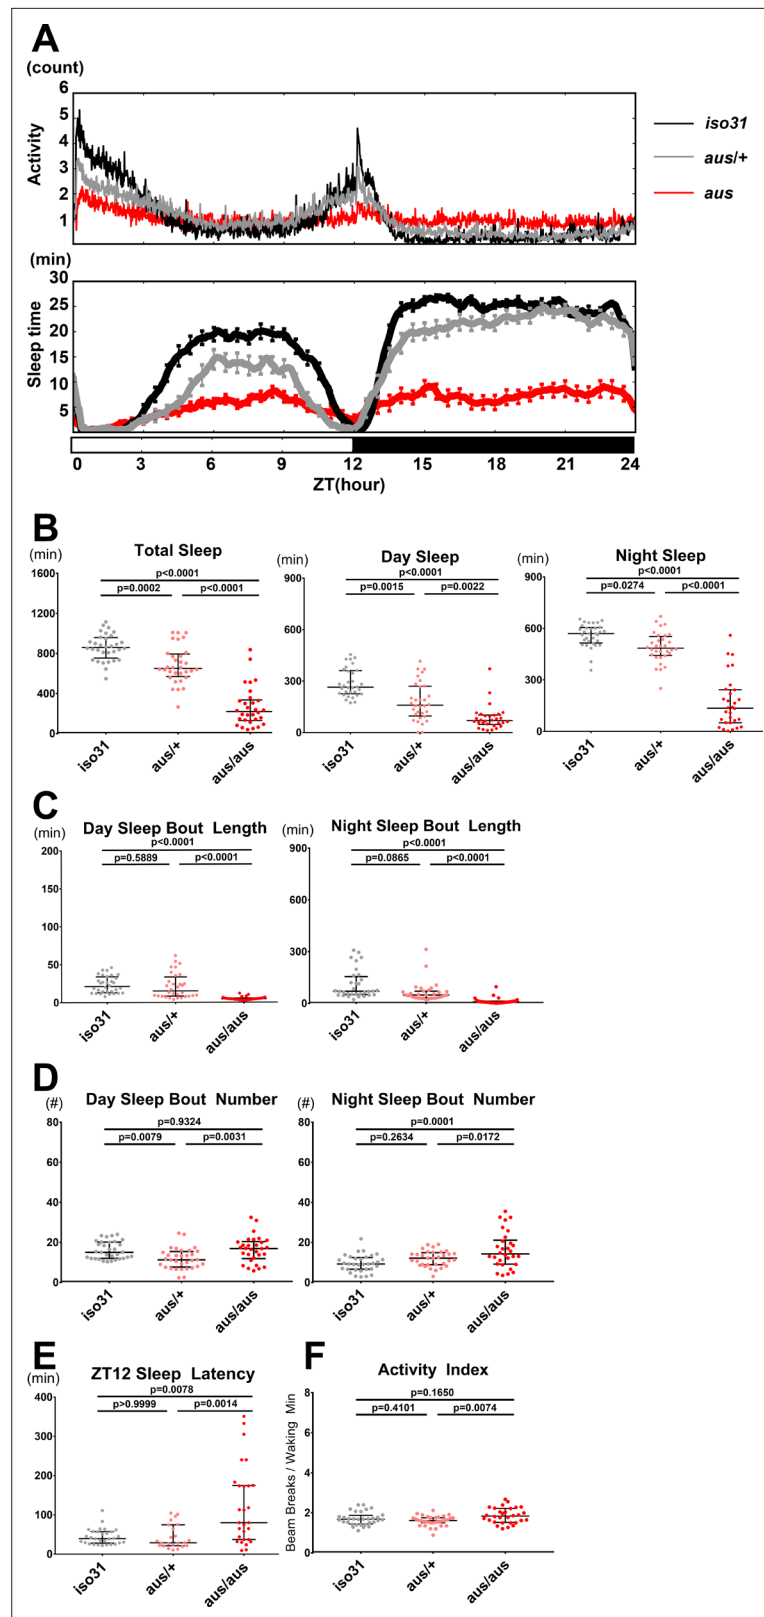 A
(count)
6
5
4
3
2
1
Activity
iso31
aus/+
aus
(min)
30
25
20
15
10
5
Sleep time
0 3 6 9 12 15 18 21 24
ZT(hour)
B
(min)
Total Sleep
p<0.0001
p=0.0002 p<0.0001
1600
1200
800
400
0
iso31 aus/+ aus/aus
(min)
Day Sleep
p<0.0001
p=0.0015 p=0.0022
900
600
300
0
iso31 aus/+ aus/aus
(min)
Night Sleep
p<0.0001
p=0.0274 p<0.0001
900
600
300
0
iso31 aus/+ aus/aus
C
(min)
Day Sleep Bout Length
p<0.0001
p=0.5889 p<0.0001
200
150
100
50
0
iso31 aus/+ aus/aus
(min)
Night Sleep Bout Length
p<0.0001
p=0.0865 p<0.0001
900
600
300
0
iso31 aus/+ aus/aus
D
(#)
Day Sleep Bout Number
p=0.9324
p=0.0079 p=0.0031
80
60
40
20
0
iso31 aus/+ aus/aus
(#)
Night Sleep Bout Number
p=0.0001
p=0.2634 p=0.0172
80
60
40
20
0
iso31 aus/+ aus/aus
E
(min)
ZT12 Sleep Latency
p=0.0078
p>0.9999 p=0.0014
400
300
200
100
0
iso31 aus/+ aus/aus
F
Activity Index
p=0.1650
p=0.4101 p=0.0074
Beam Breaks / Waking Min
8
6
4
2
0
iso31 aus/+ aus/aus